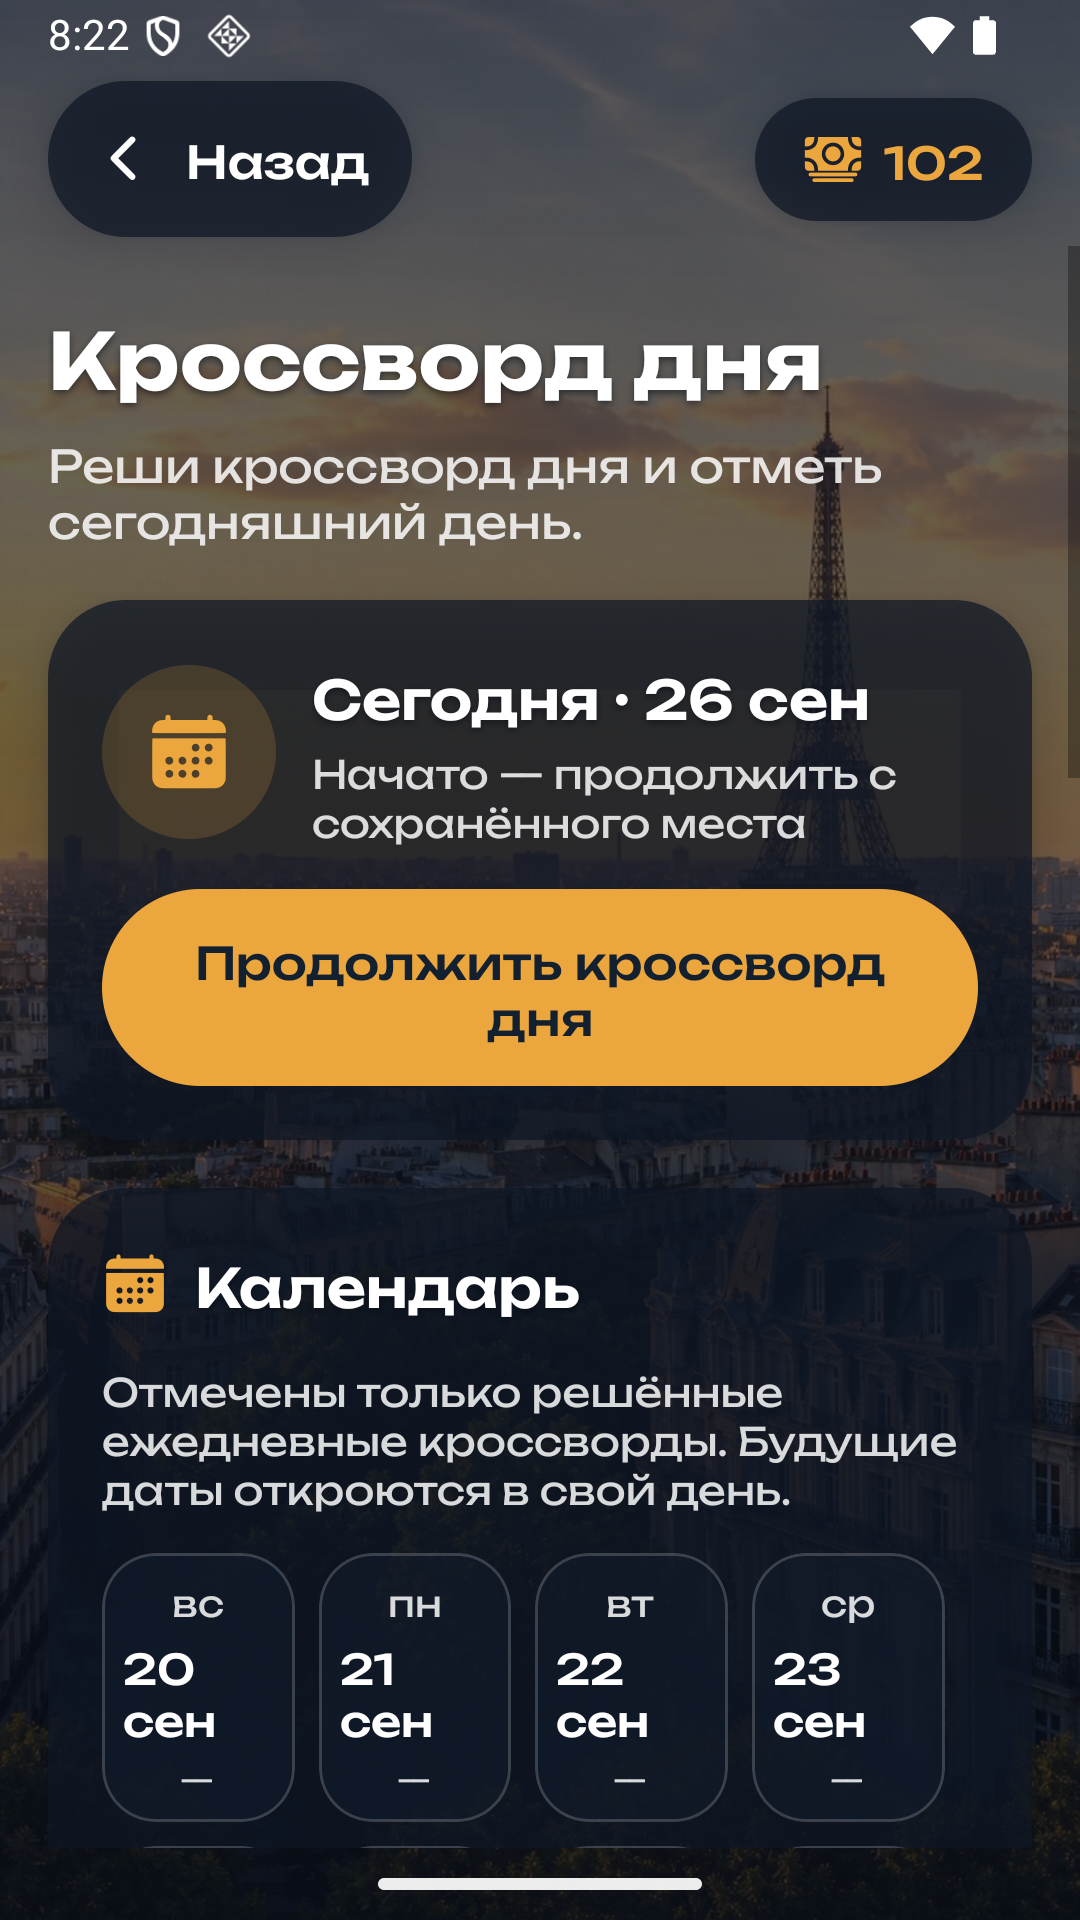 8:22
Назад
102
Кроссворд дня
Реши кроссворд дня и отметь
сегодняшний день.
Сегодня · 26 сен
Начато — продолжить с
сохранённого места
Продолжить кроссворд
дня
Календарь
Отмечены только решённые
ежедневные кроссворды. Будущие
даты откроются в свой день.
вс пн вт ср
20 21 22 23
сен сен сен сен
— — — —